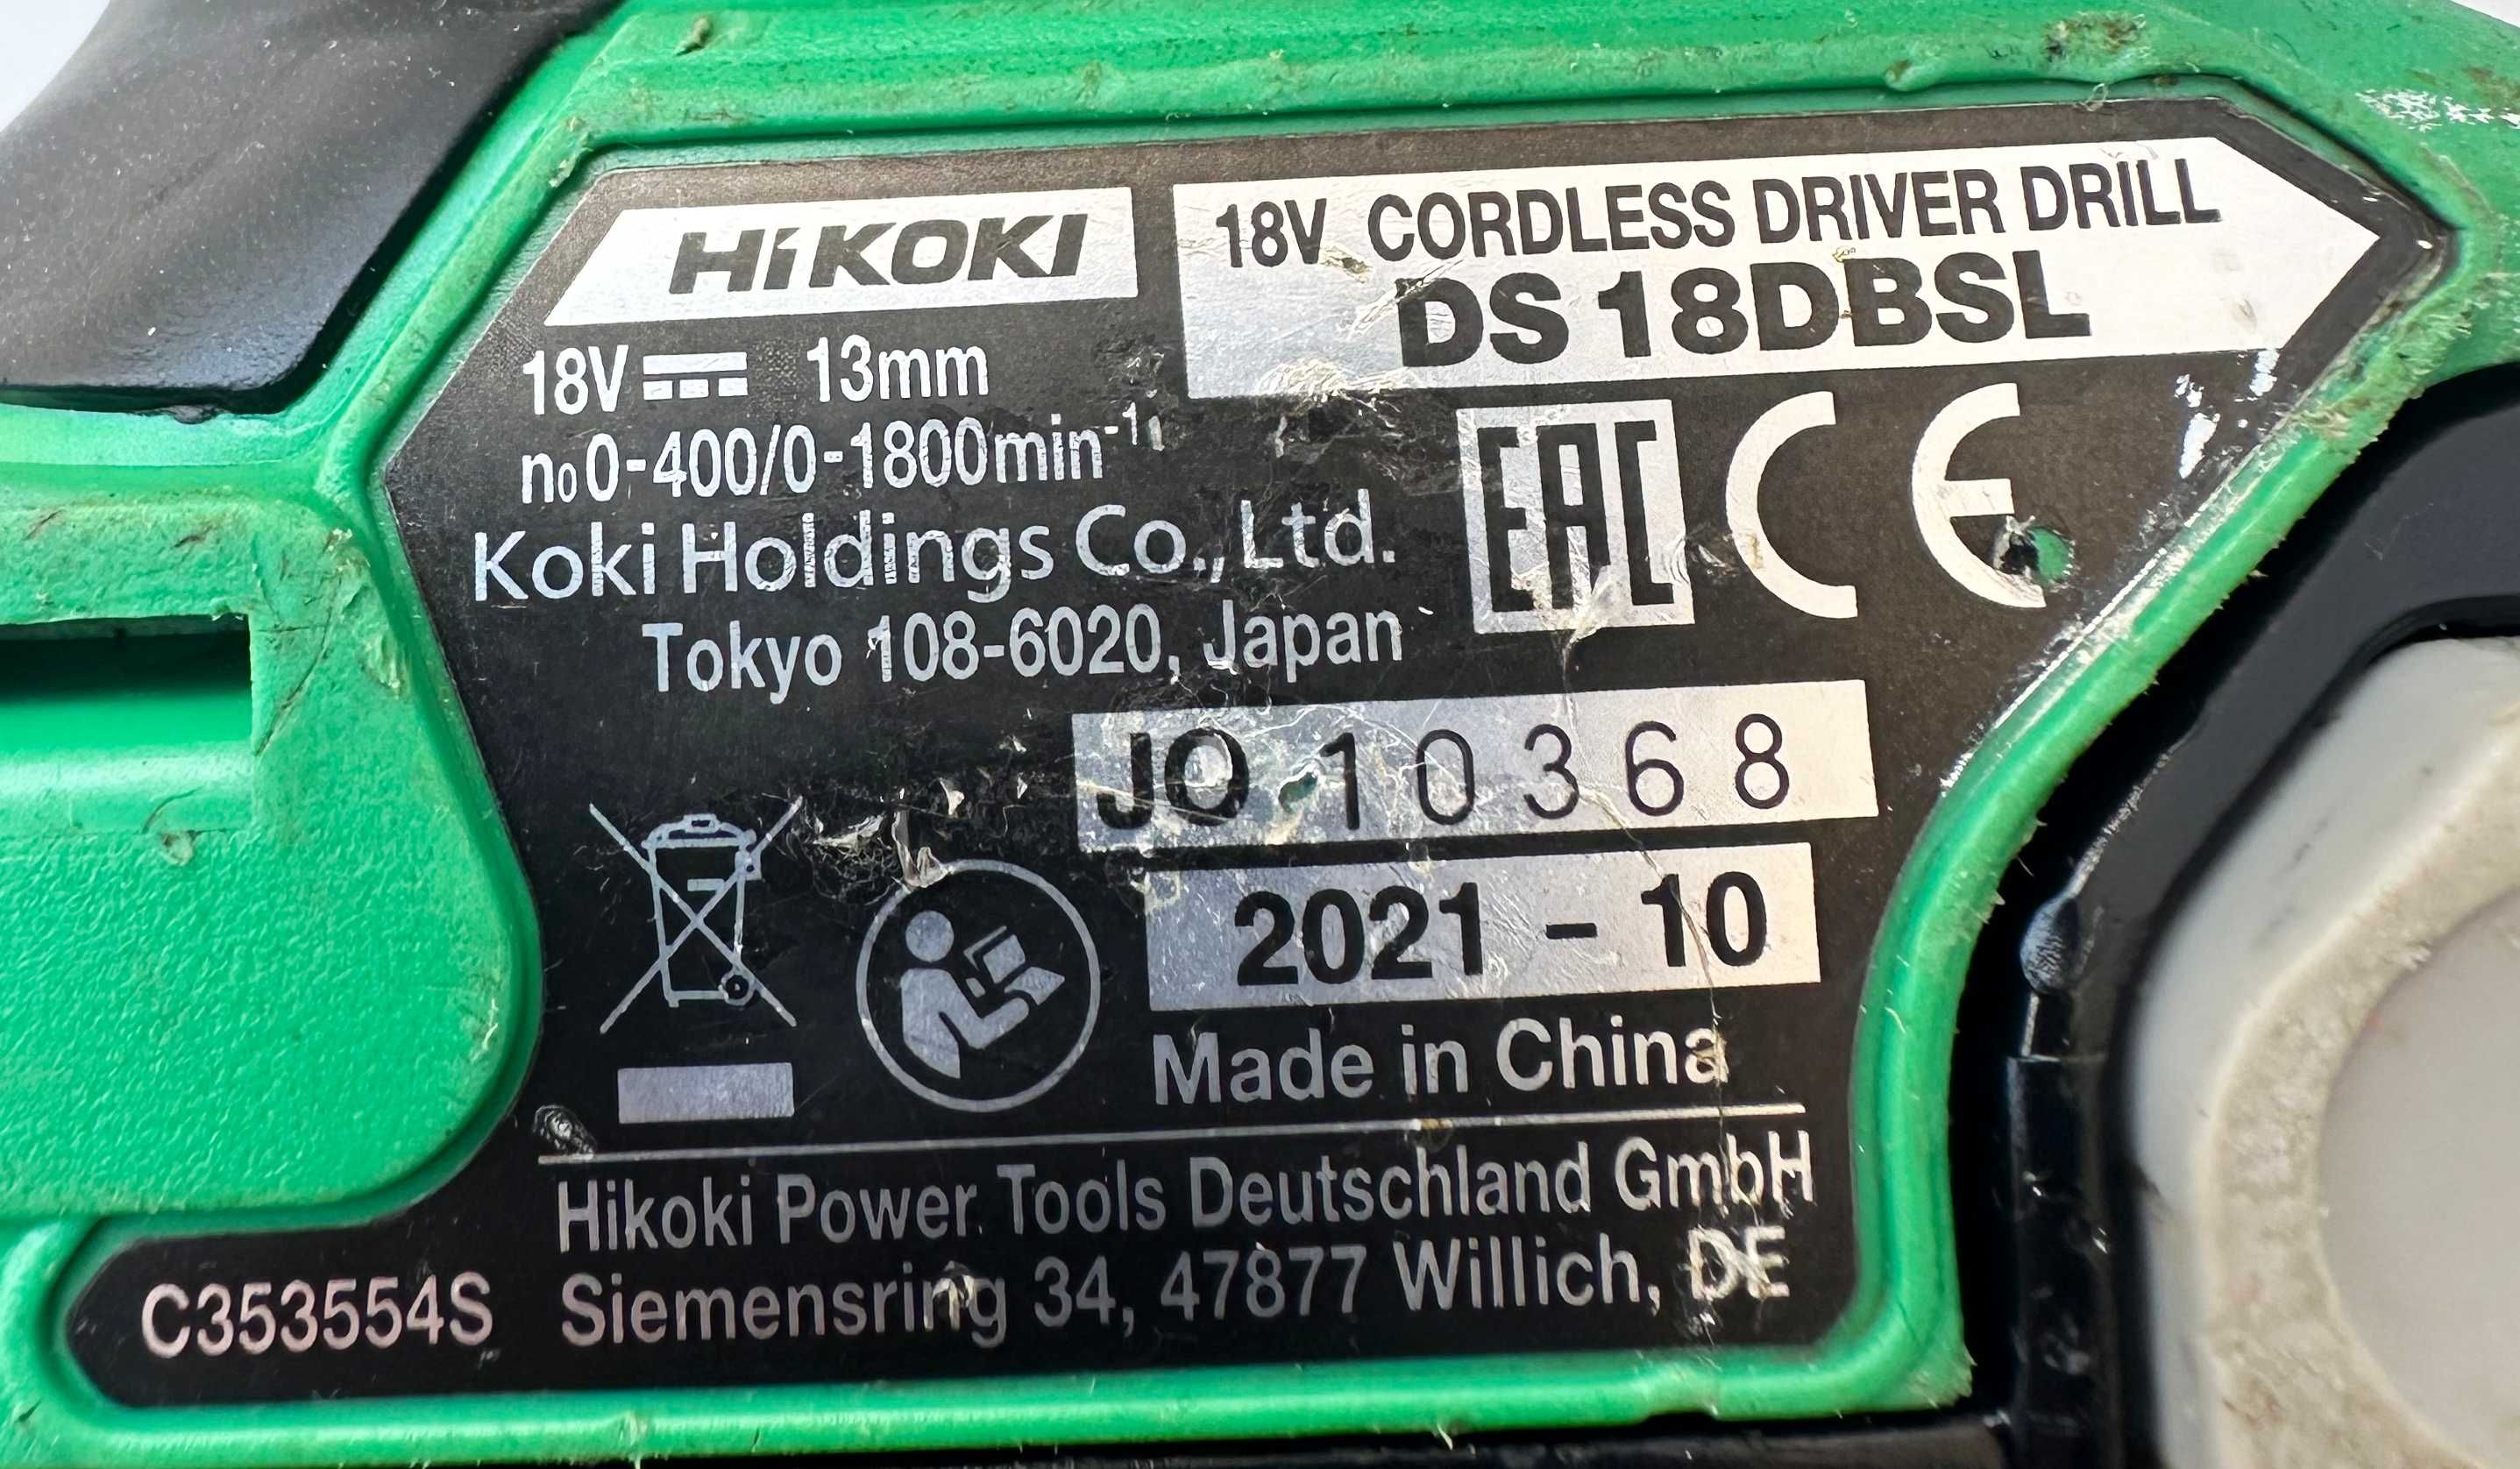 HiKOKI
18V CORDLESS DRIVER DRILL
DS 18DBSL
18V⎓ 13mm
n₀0-400/0-1800min⁻¹
EAC CE
Koki Holdings Co., Ltd.
Tokyo 108-6020, Japan
JO 10368
2021 - 10
Made in China
Hikoki Power Tools Deutschland GmbH
Siemensring 34, 47877 Willich, DE
C353554S